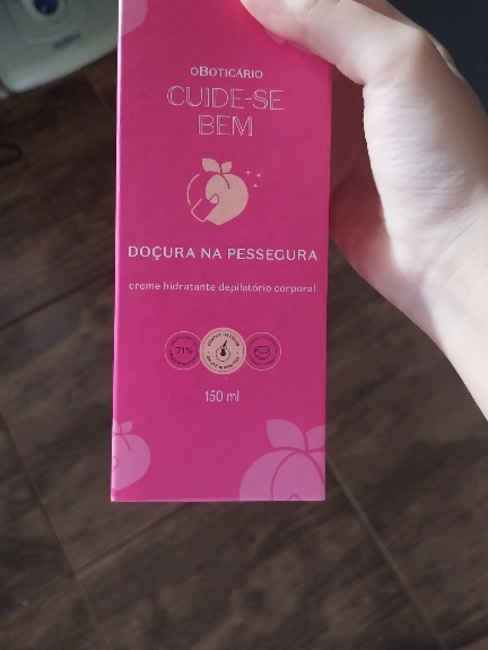 oBOTICÁRIO
CUIDE-SE
BEM
DOÇURA NA PESSEGURA
creme hidratante depilatório corporal
71%
150 ml